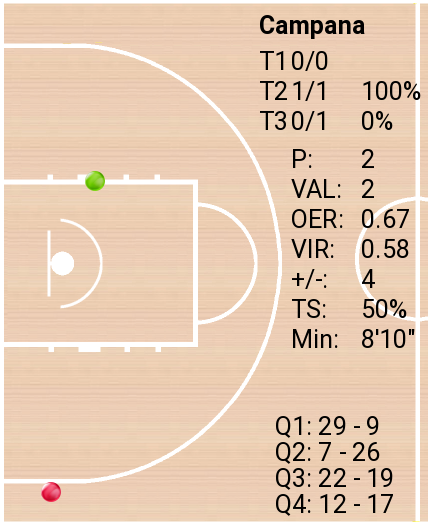 Campana
T1 0/0
T2 1/1 100%
T3 0/1 0%
P: 2
VAL: 2
OER: 0.67
VIR: 0.58
+/-: 4
TS: 50%
Min: 8'10"
Q1: 29 - 9
Q2: 7 - 26
Q3: 22 - 19
Q4: 12 - 17